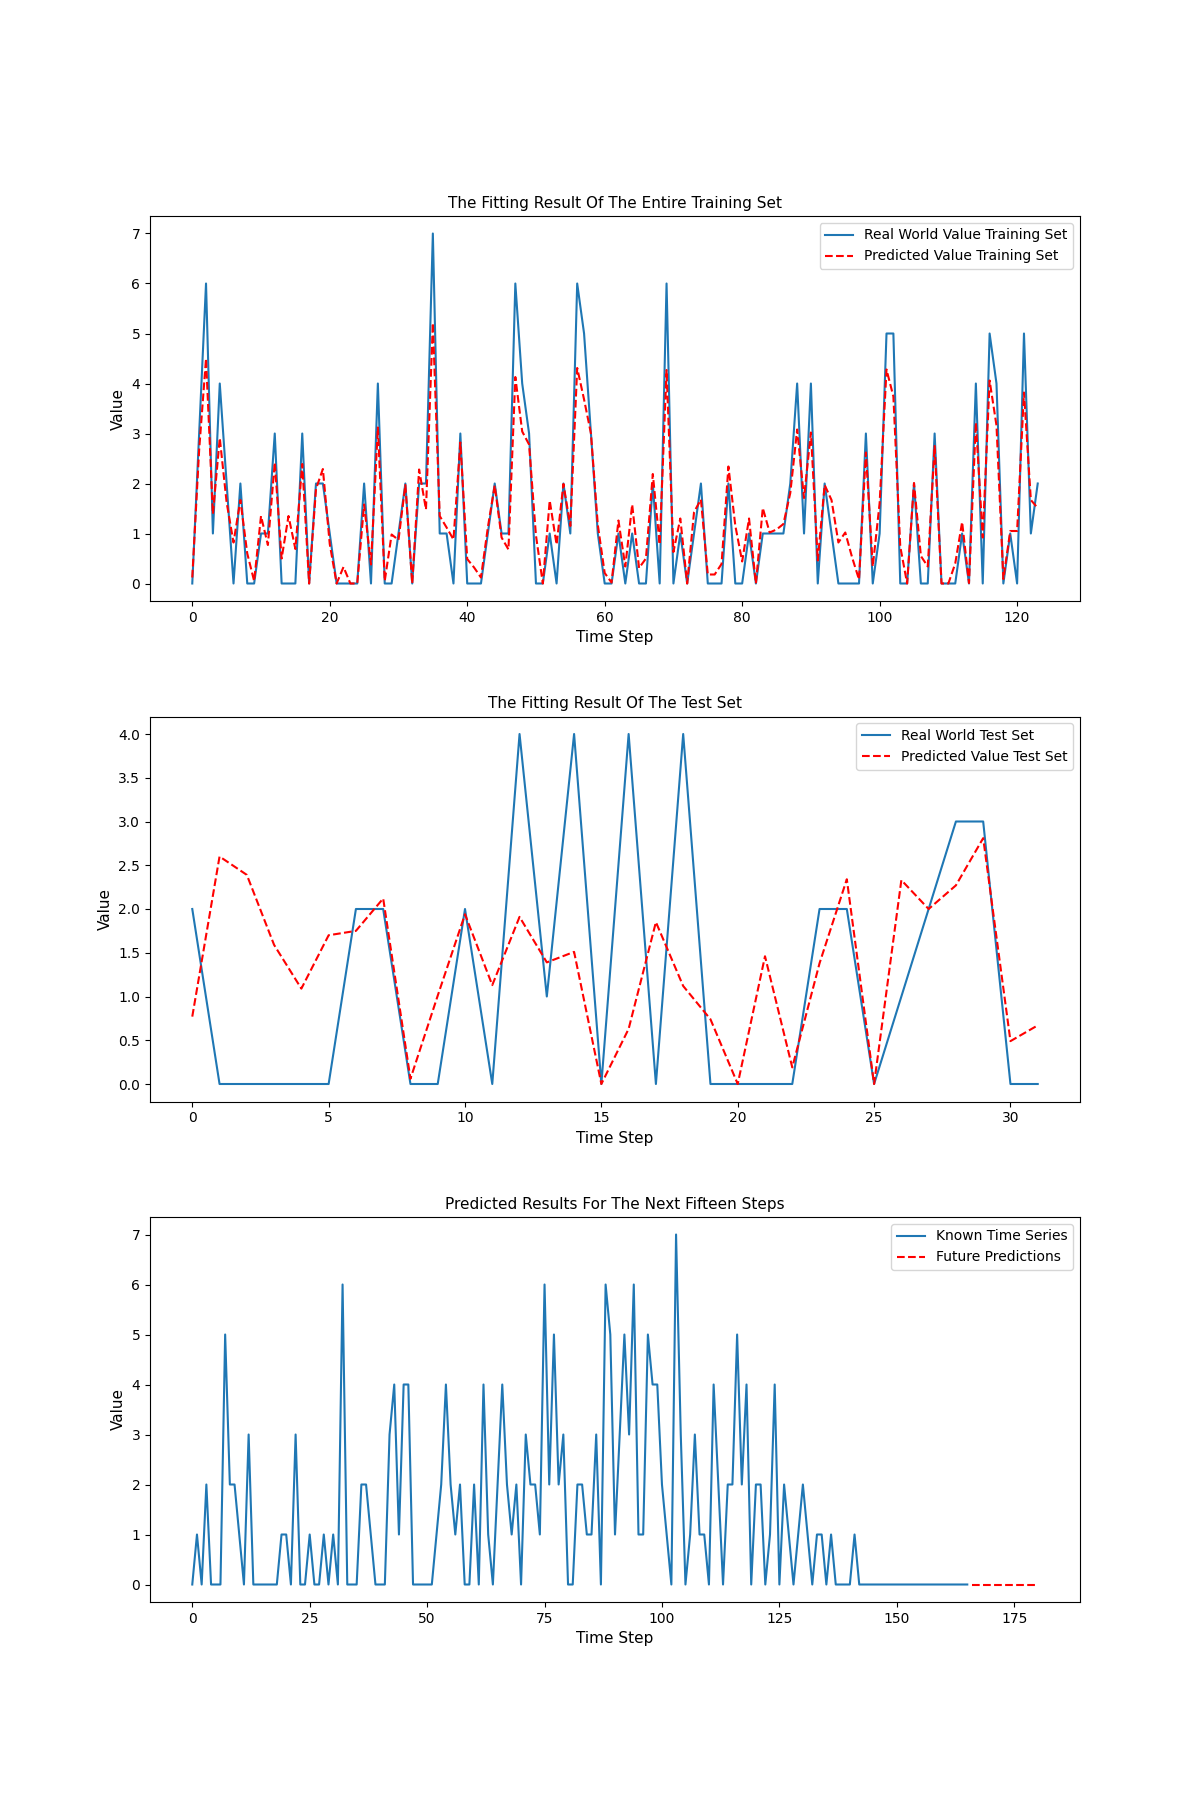 The Fitting Result Of The Entire Training Set
Real World Value Training Set
Predicted Value Training Set
Value
7
6
5
4
3
2
1
0
0 20 40 60 80 100 120
Time Step
The Fitting Result Of The Test Set
Real World Test Set
Predicted Value Test Set
Value
4.0
3.5
3.0
2.5
2.0
1.5
1.0
0.5
0.0
0 5 10 15 20 25 30
Time Step
Predicted Results For The Next Fifteen Steps
Known Time Series
Future Predictions
Value
7
6
5
4
3
2
1
0
0 25 50 75 100 125 150 175
Time Step